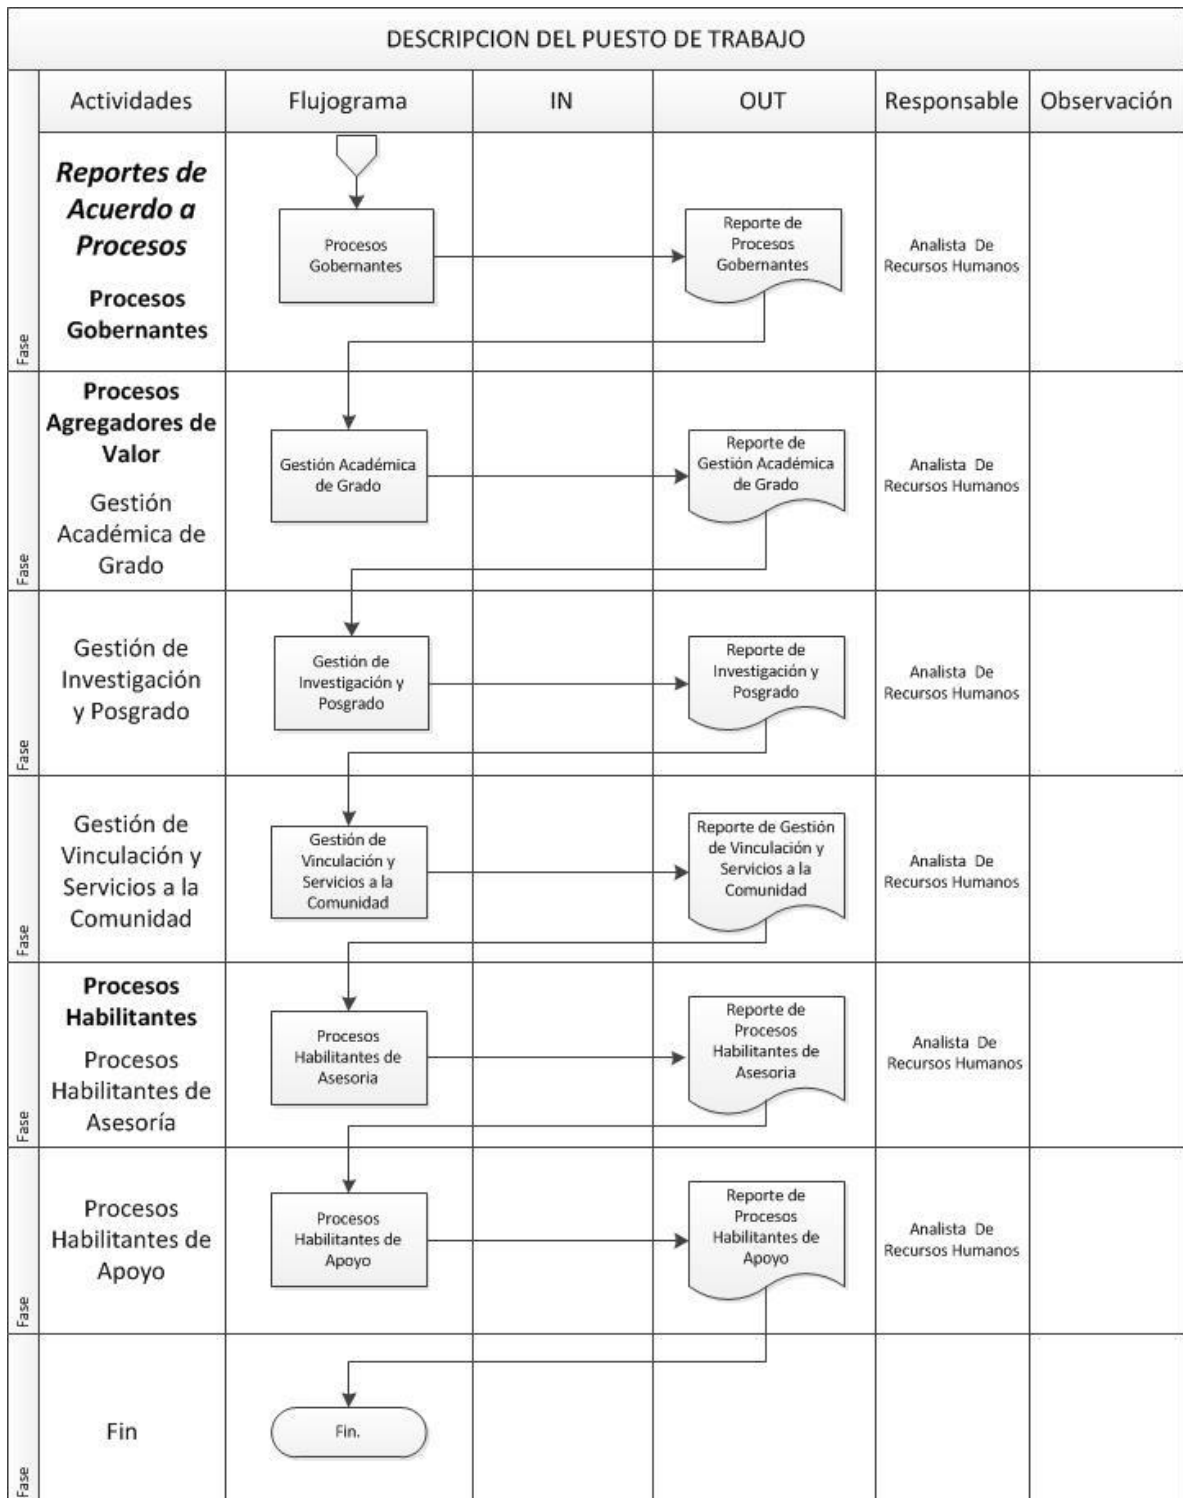 DESCRIPCION DEL PUESTO DE TRABAJO
Actividades
Flujograma
IN
OUT
Responsable
Observación
Fase
Reportes de
Acuerdo a
Procesos
Procesos
Gobernantes
Procesos
Gobernantes
Reporte de
Procesos
Gobernantes
Analista De
Recursos Humanos
Fase
Procesos
Agregadores de
Valor
Gestión
Académica de
Grado
Gestión Académica
de Grado
Reporte de
Gestión Académica
de Grado
Analista De
Recursos Humanos
Fase
Gestión de
Investigación
y Posgrado
Gestión de
Investigación y
Posgrado
Reporte de
Investigación y
Posgrado
Analista De
Recursos Humanos
Fase
Gestión de
Vinculación y
Servicios a la
Comunidad
Gestión de
Vinculación y
Servicios a la
Comunidad
Reporte de Gestión
de Vinculación y
Servicios a la
Comunidad
Analista De
Recursos Humanos
Fase
Procesos
Habilitantes
Procesos
Habilitantes de
Asesoría
Procesos
Habilitantes de
Asesoria
Reporte de
Procesos
Habilitantes de
Asesoria
Analista De
Recursos Humanos
Fase
Procesos
Habilitantes de
Apoyo
Procesos
Habilitantes de
Apoyo
Reporte de
Procesos
Habilitantes de
Apoyo
Analista De
Recursos Humanos
Fase
Fin
Fin.